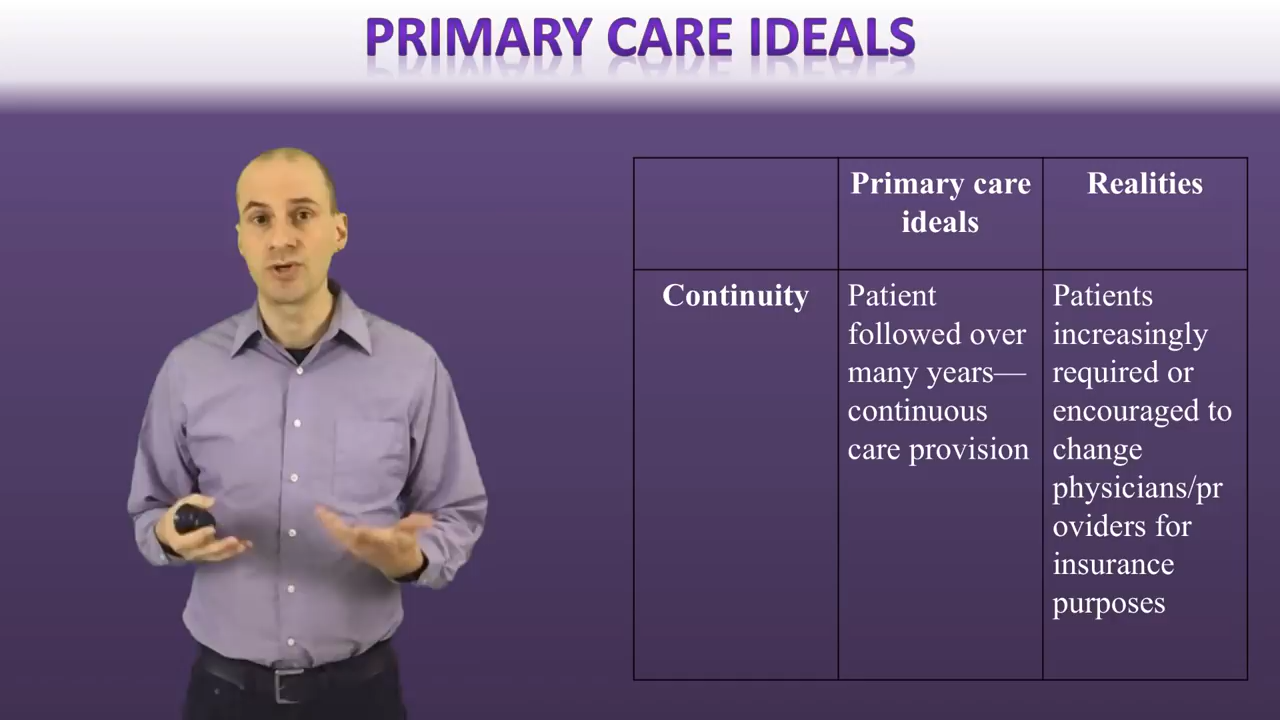 PRIMARY CARE IDEALS
Primary care
ideals
Realities
Continuity
Patient
followed over
many years—
continuous
care provision
Patients
increasingly
required or
encouraged to
change
physicians/pr
oviders for
insurance
purposes